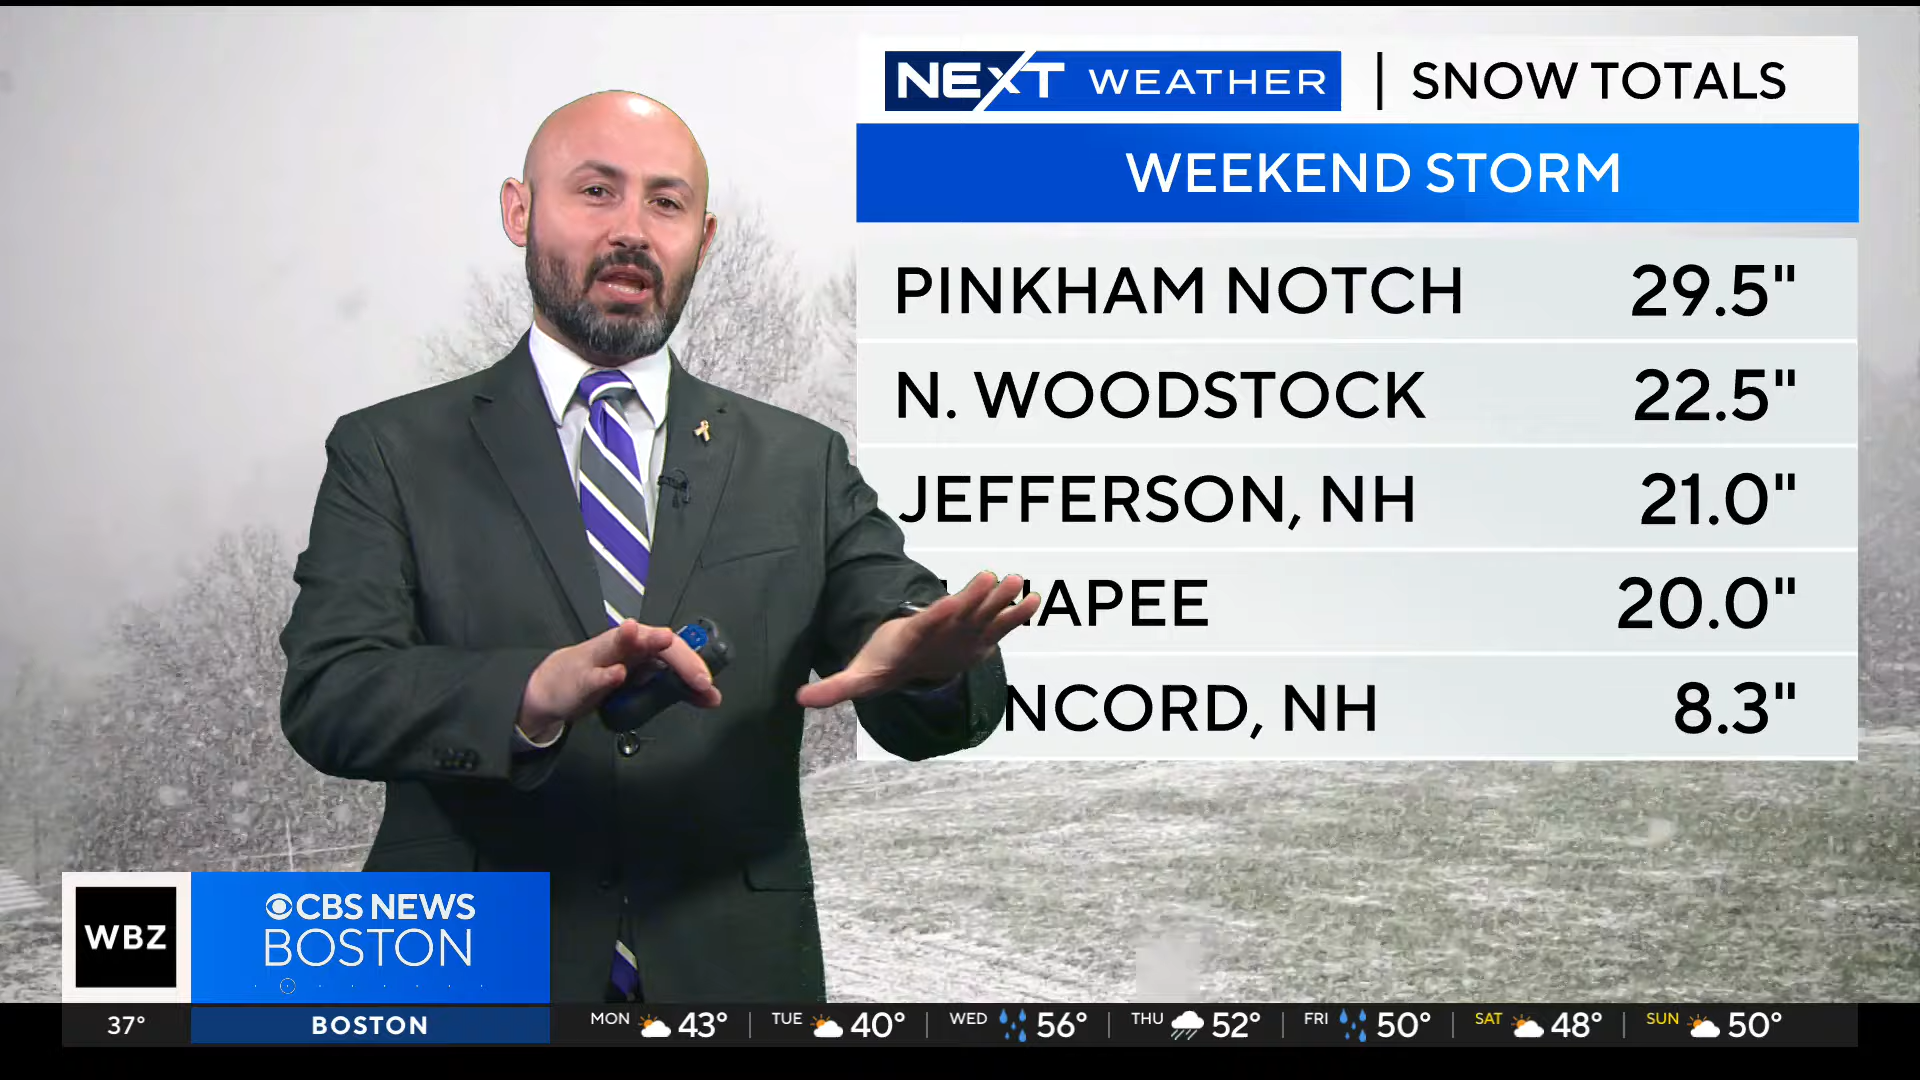 NEXT WEATHER | SNOW TOTALS
WEEKEND STORM
PINKHAM NOTCH 29.5"
N. WOODSTOCK 22.5"
JEFFERSON, NH 21.0"
20.0"
NH 8.3"
WBZ
CBS NEWS
BOSTON
37° BOSTON MON 43° TUE 40° WED 56° THU 52° FRI 50° SAT 48° SUN 50°